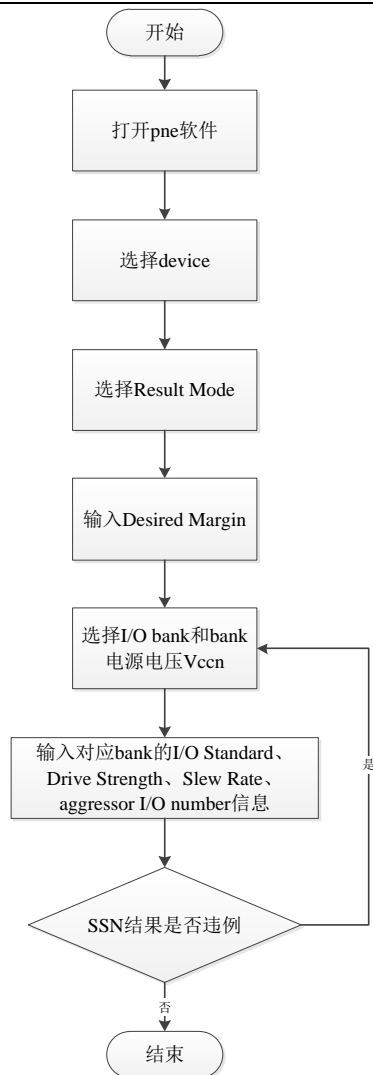 开始
打开pne软件
选择device
选择Result Mode
输入Desired Margin
选择I/O bank和bank
电源电压Vccn
输入对应bank的I/O Standard、
Drive Strength、Slew Rate、
aggressor I/O number信息
SSN结果是否违例
是
否
结束